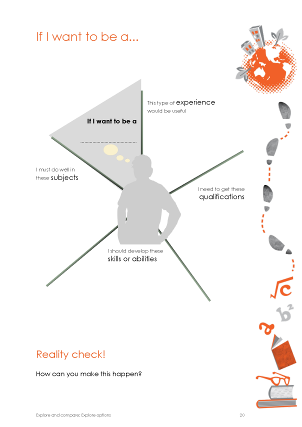 If I want to be a...
This type of experience
would be useful
If I want to be a
I must do well in
these subjects
I need to get these
qualifications
I should develop these
skills or abilities
√c
b²
a
Reality check!
How can you make this happen?
Explore and compare: Explore options
20